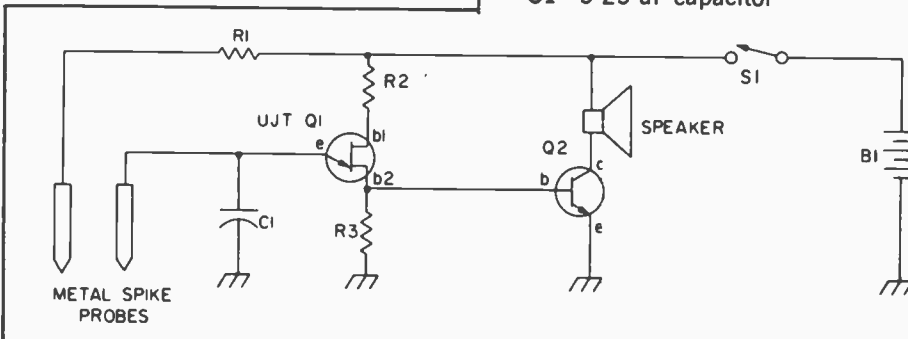 C1—5-25 uF capacitor
R1
R2
S1
UJT Q1
b1
e
SPEAKER
Q2
c
B1
b2
b
C1
R3
e
METAL SPIKE
PROBES